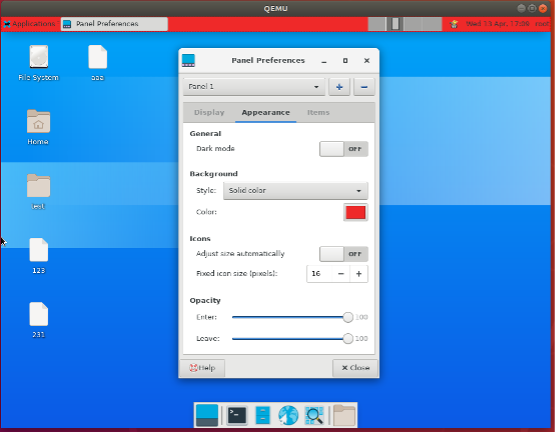 QEMU
Applications
Panel Preferences
Wed 13 Apr, 17:09
root
File System
aaa
Home
test
123
231
Panel Preferences
Panel 1
Display
Appearance
Items
General
Dark mode
OFF
Background
Style:
Solid color
Color:
Icons
Adjust size automatically
OFF
Fixed icon size (pixels):
16
Opacity
Enter:
100
Leave:
100
Help
Close